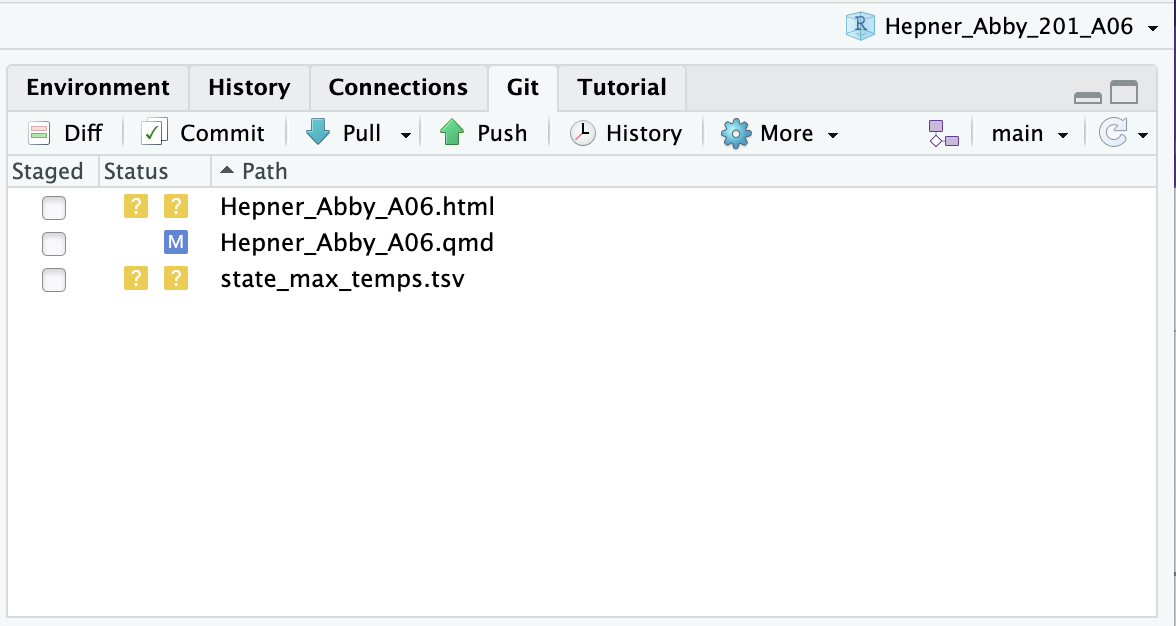 Hepner_Abby_201_A06
Environment History Connections Git Tutorial
Diff Commit Pull Push History More main
Staged Status Path
? ? Hepner_Abby_A06.html
M Hepner_Abby_A06.qmd
? ? state_max_temps.tsv